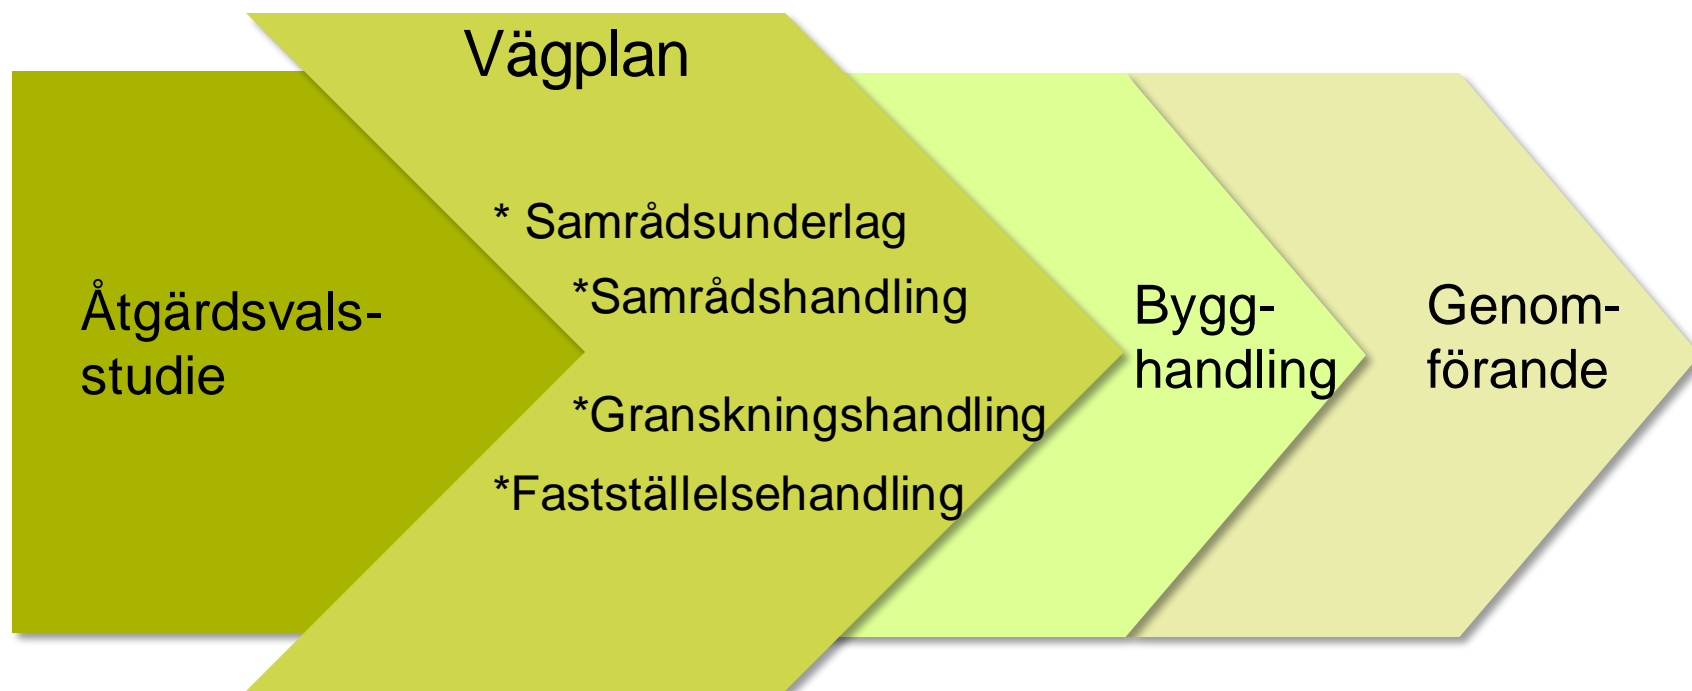 Vägplan
* Samrådsunderlag
*Samrådshandling
*Granskningshandling
*Fastställelsehandling
Åtgärdsvals-
studie
Bygg-
handling
Genom-
förande